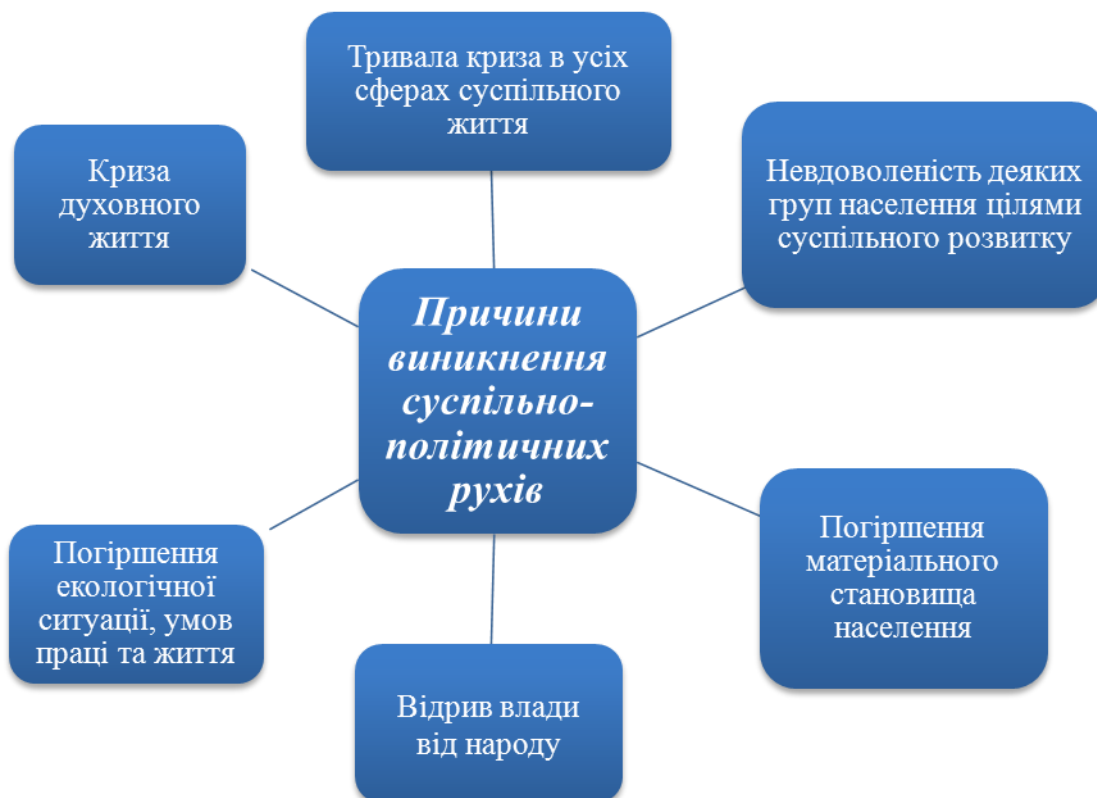 Тривала криза в усіх
сферах суспільного
життя
Криза
духовного
життя
Невдоволеність деяких
груп населення цілями
суспільного розвитку
Причини
виникнення
суспільно-
політичних
рухів
Погіршення
екологічної
ситуації, умов
праці та життя
Погіршення
матеріального
становища
населення
Відрив влади
від народу